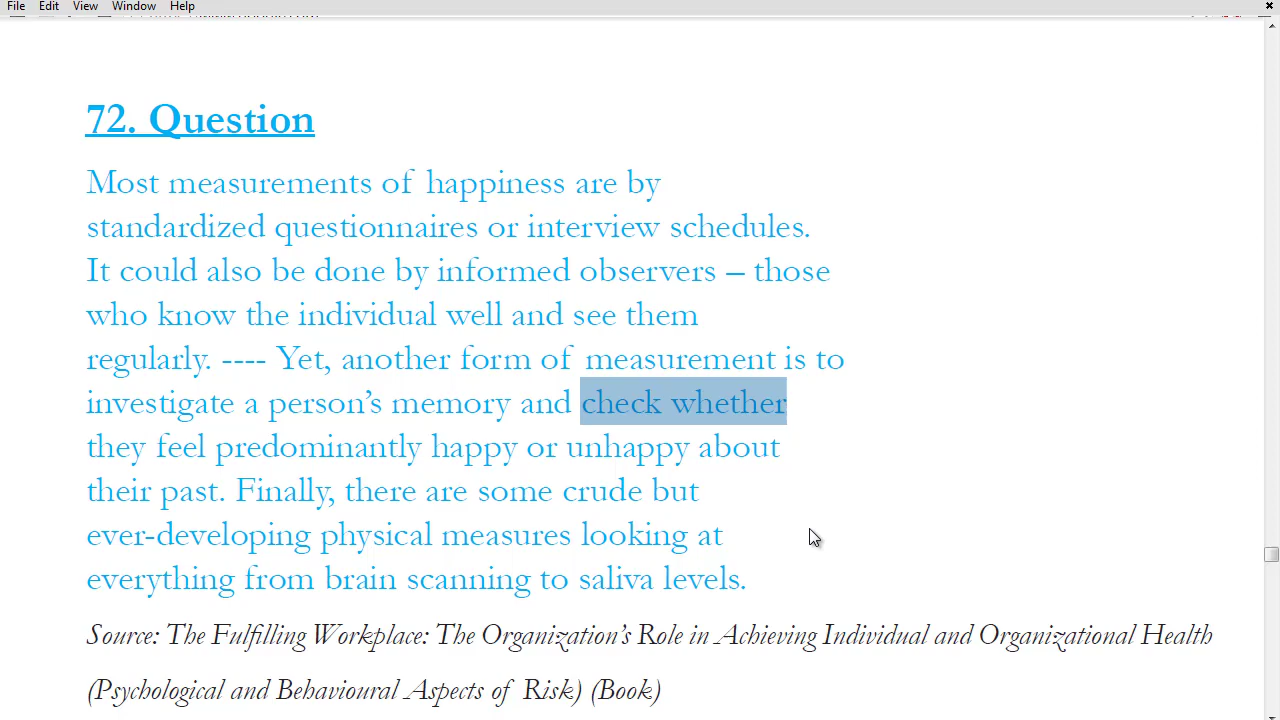 File Edit View Window Help
72. Question
Most measurements of happiness are by
standardized questionnaires or interview schedules.
It could also be done by informed observers – those
who know the individual well and see them
regularly. ---- Yet, another form of measurement is to
investigate a person’s memory and check whether
they feel predominantly happy or unhappy about
their past. Finally, there are some crude but
ever-developing physical measures looking at
everything from brain scanning to saliva levels.
Source: The Fulfilling Workplace: The Organization’s Role in Achieving Individual and Organizational Health
(Psychological and Behavioural Aspects of Risk) (Book)